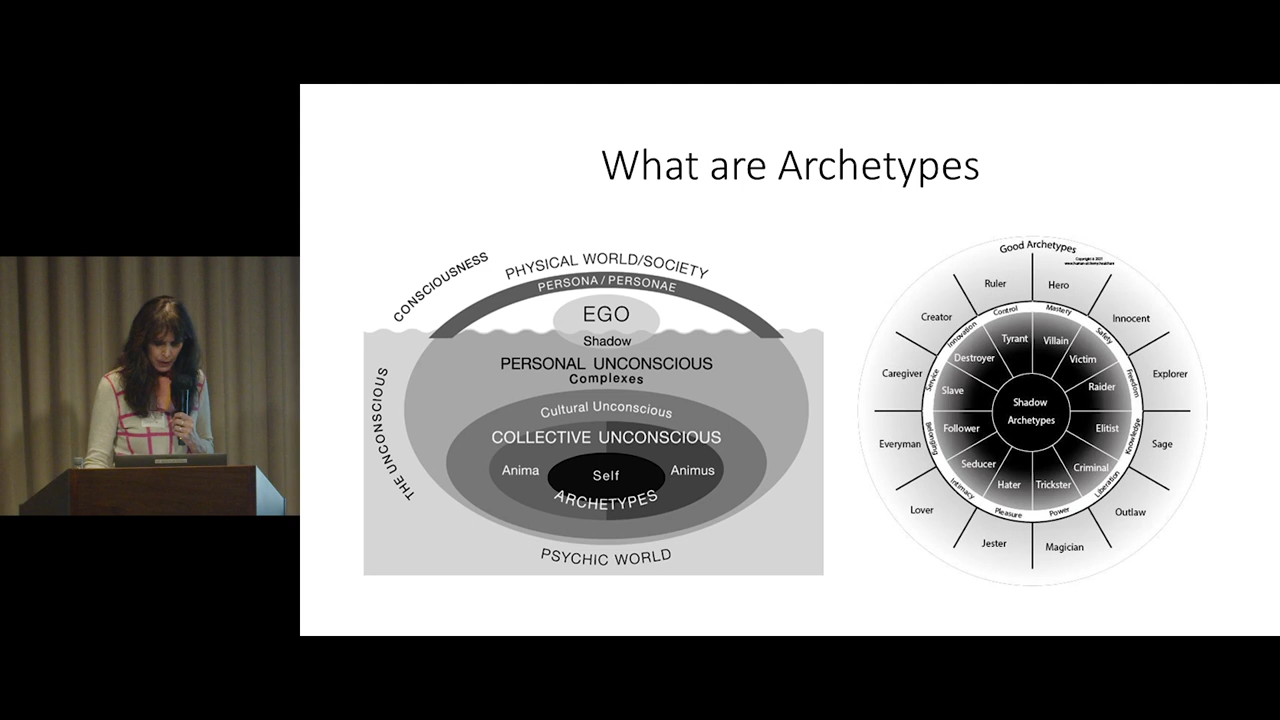 What are Archetypes
CONSCIOUSNESS
PHYSICAL WORLD/SOCIETY
PERSONA / PERSONAE
EGO
Shadow
PERSONAL UNCONSCIOUS
Complexes
Cultural Unconscious
COLLECTIVE UNCONSCIOUS
Anima
Self
Animus
ARCHETYPES
THE UNCONSCIOUS
PSYCHIC WORLD
Good Archetypes
Ruler
Hero
Innocent
Explorer
Sage
Outlaw
Magician
Jester
Lover
Everyman
Caregiver
Creator
Control
Mastery
Safety
Freedom
Knowledge
Liberation
Power
Pleasure
Intimacy
Belonging
Service
Innovation
Tyrant
Villain
Victim
Raider
Elitist
Criminal
Trickster
Hater
Seducer
Follower
Slave
Destroyer
Shadow
Archetypes